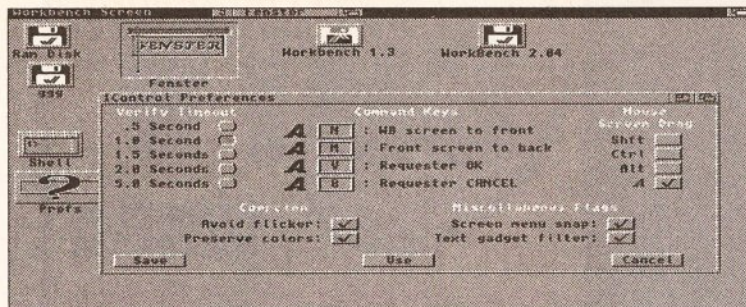 Workbench Screen
Fenster
Ram Disk
FENSTER
Workbench 1.3
WorkBench 2.04
Fenster
ggg
Shell
Prefs
iControl Preferences
Verify Timeout
.5 Second
1.0 Second
1.5 Seconds
2.0 Seconds
5.0 Seconds
Command Keys
A N : WB screen to front
A M : Front screen to back
A V : Requester OK
A B : Requester CANCEL
Mouse
Screen Drag
Shft
Ctrl
Alt
A
Coercion
Avoid flicker:
Preserve colors:
Miscellaneous Flags
Screen menu snap:
Text gadget filter:
Save
Use
Cancel